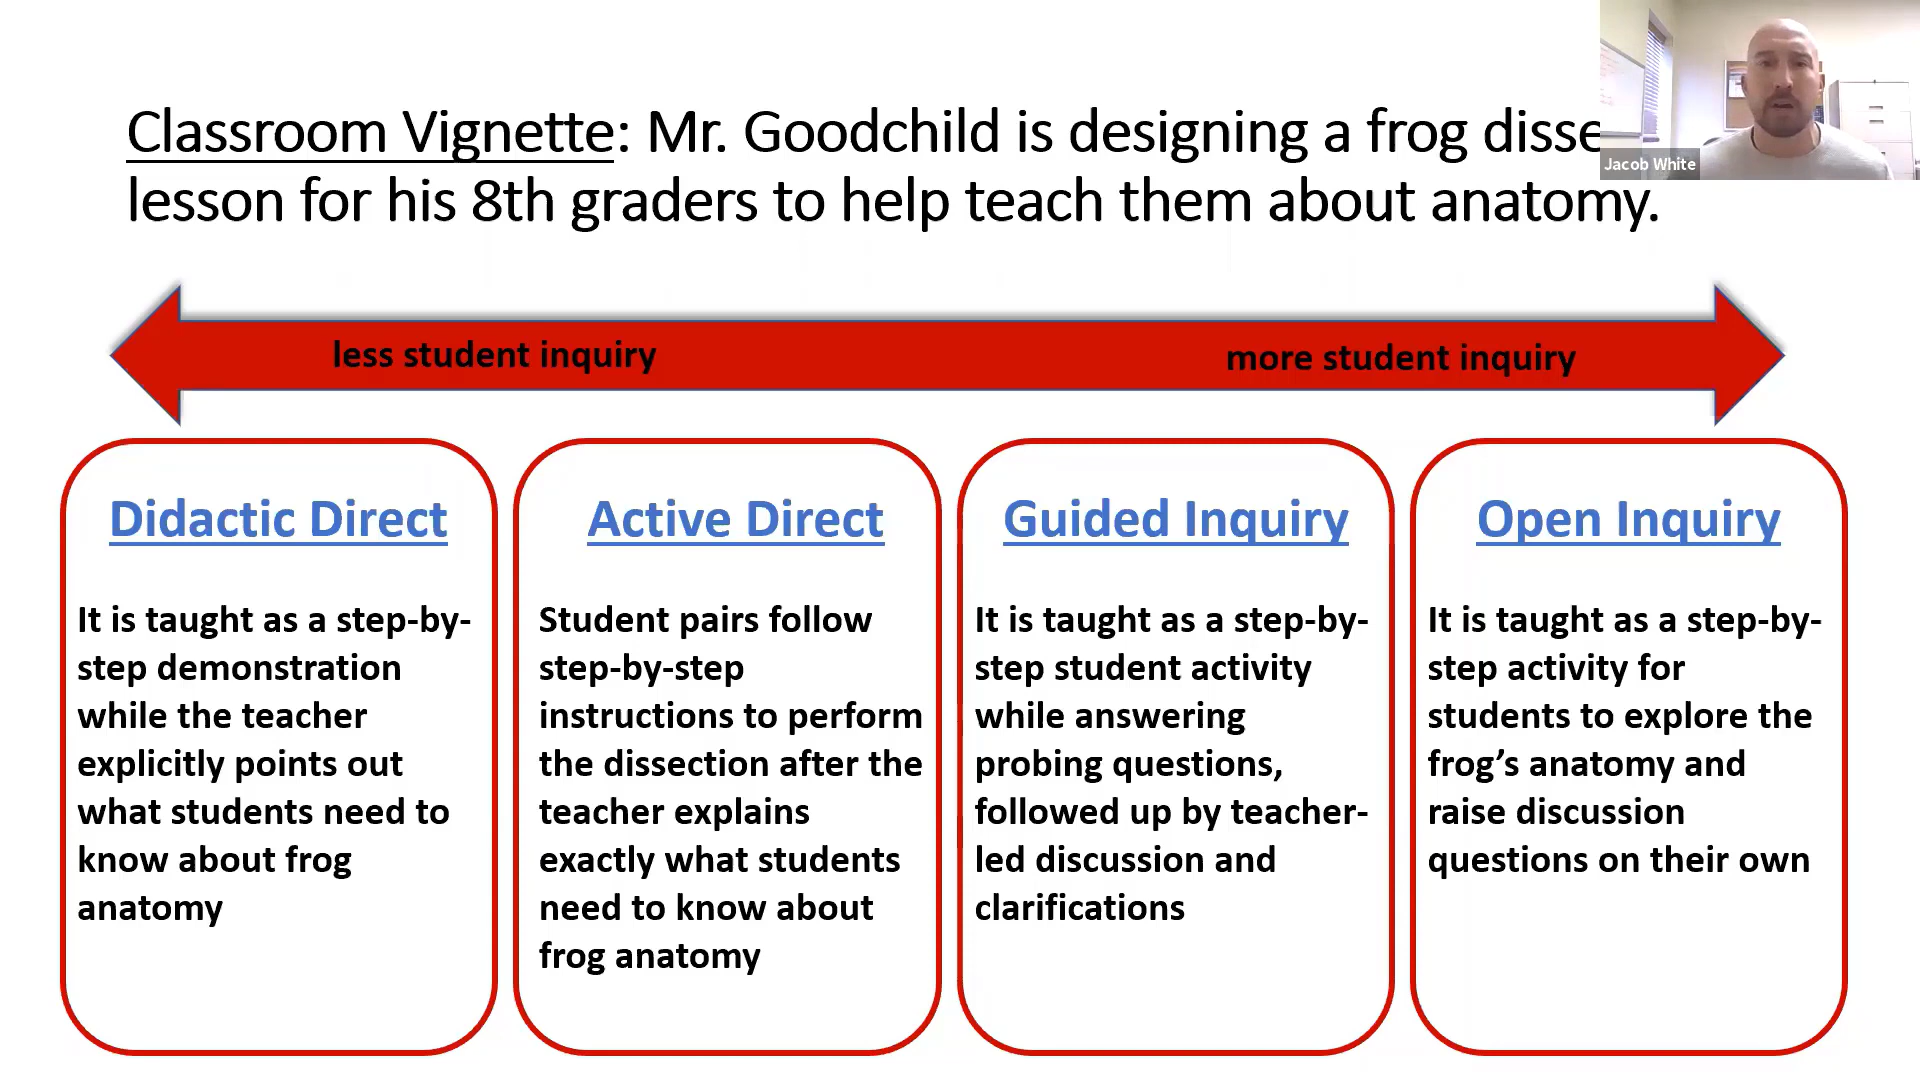 Classroom Vignette: Mr. Goodchild is designing a frog
lesson for his 8th graders to help teach them about anatomy.
Jacob White
less student inquiry
more student inquiry
Didactic Direct
It is taught as a step-by-
step demonstration
while the teacher
explicitly points out
what students need to
know about frog
anatomy
Active Direct
Student pairs follow
step-by-step
instructions to perform
the dissection after the
teacher explains
exactly what students
need to know about
frog anatomy
Guided Inquiry
It is taught as a step-by-
step student activity
while answering
probing questions,
followed up by teacher-
led discussion and
clarifications
Open Inquiry
It is taught as a step-by-
step activity for
students to explore the
frog’s anatomy and
raise discussion
questions on their own